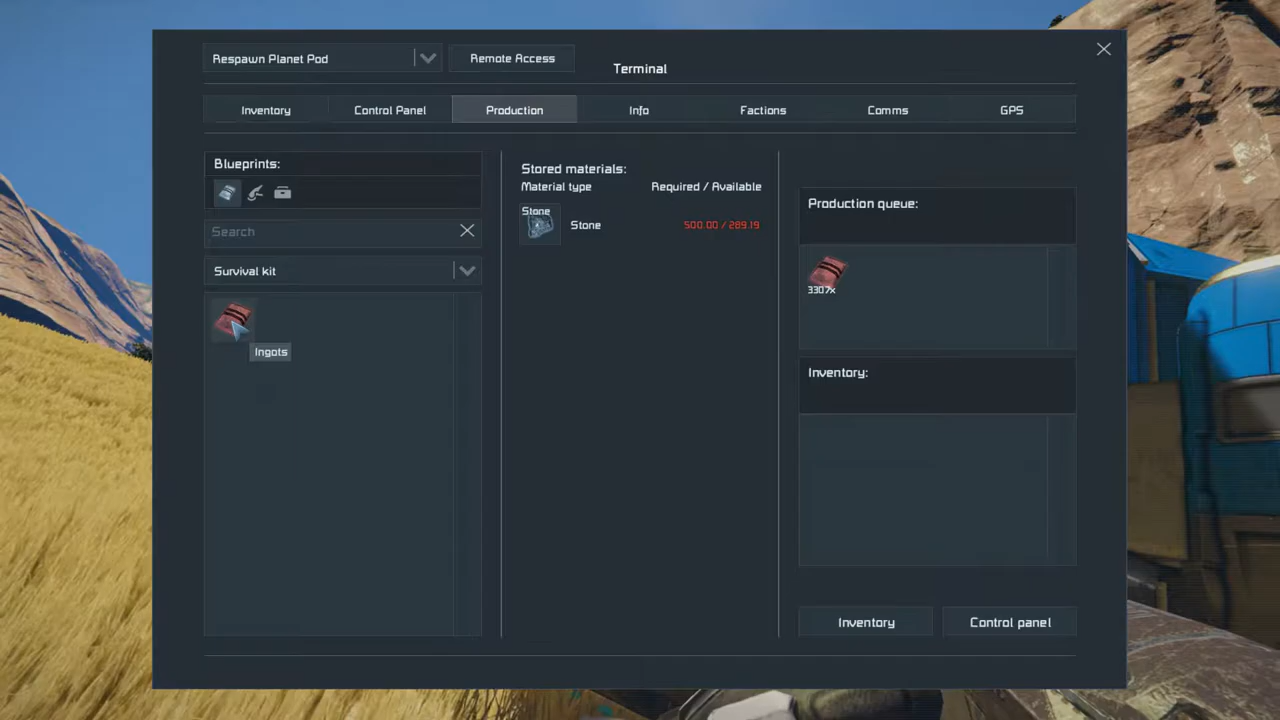 Respawn Planet Pod
Remote Access
Terminal
Inventory
Control Panel
Production
Info
Factions
Comms
GPS
Blueprints:
Search
Survival kit
Ingots
Stored materials:
Material type
Required / Available
Stone
Stone
500.00 / 289.19
Production queue:
3307x
Inventory:
Inventory
Control panel